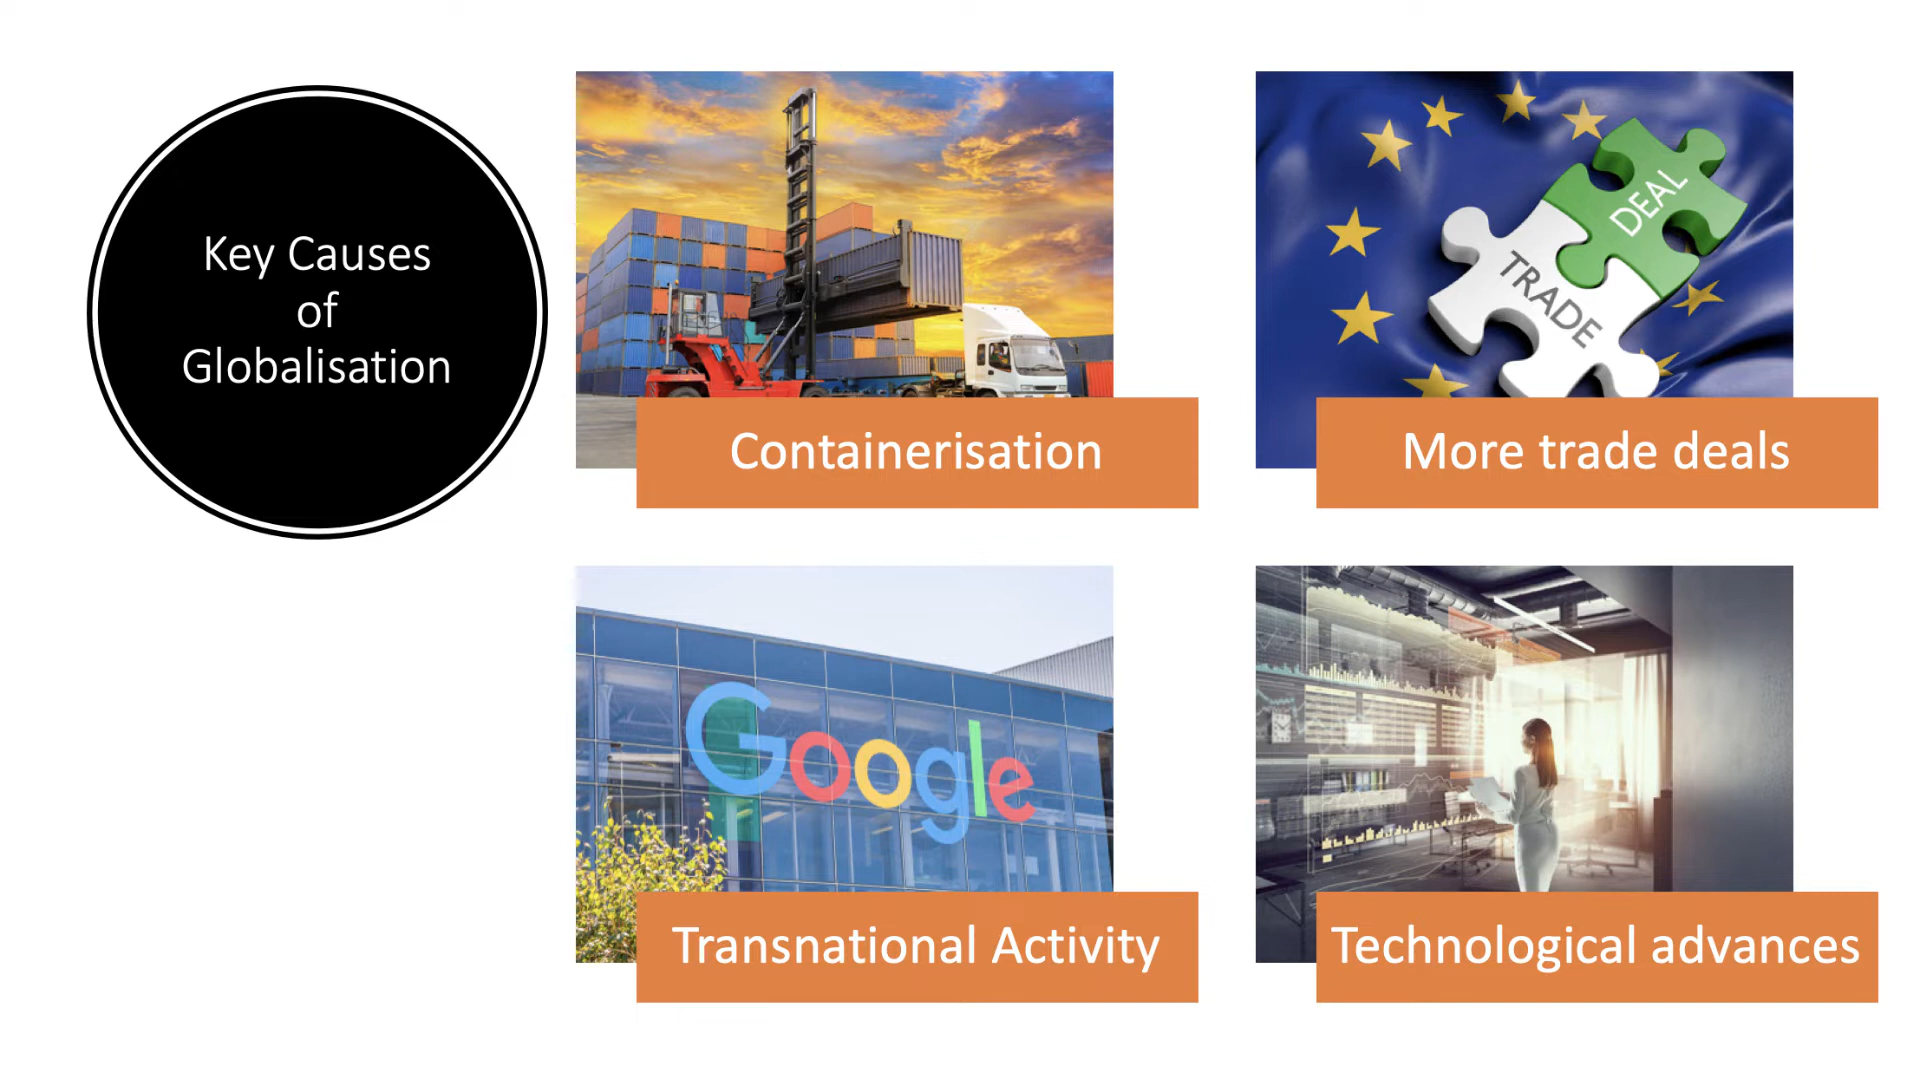 Key Causes
of
Globalisation
Containerisation
DEAL
TRADE
More trade deals
Google
Transnational Activity
Technological advances